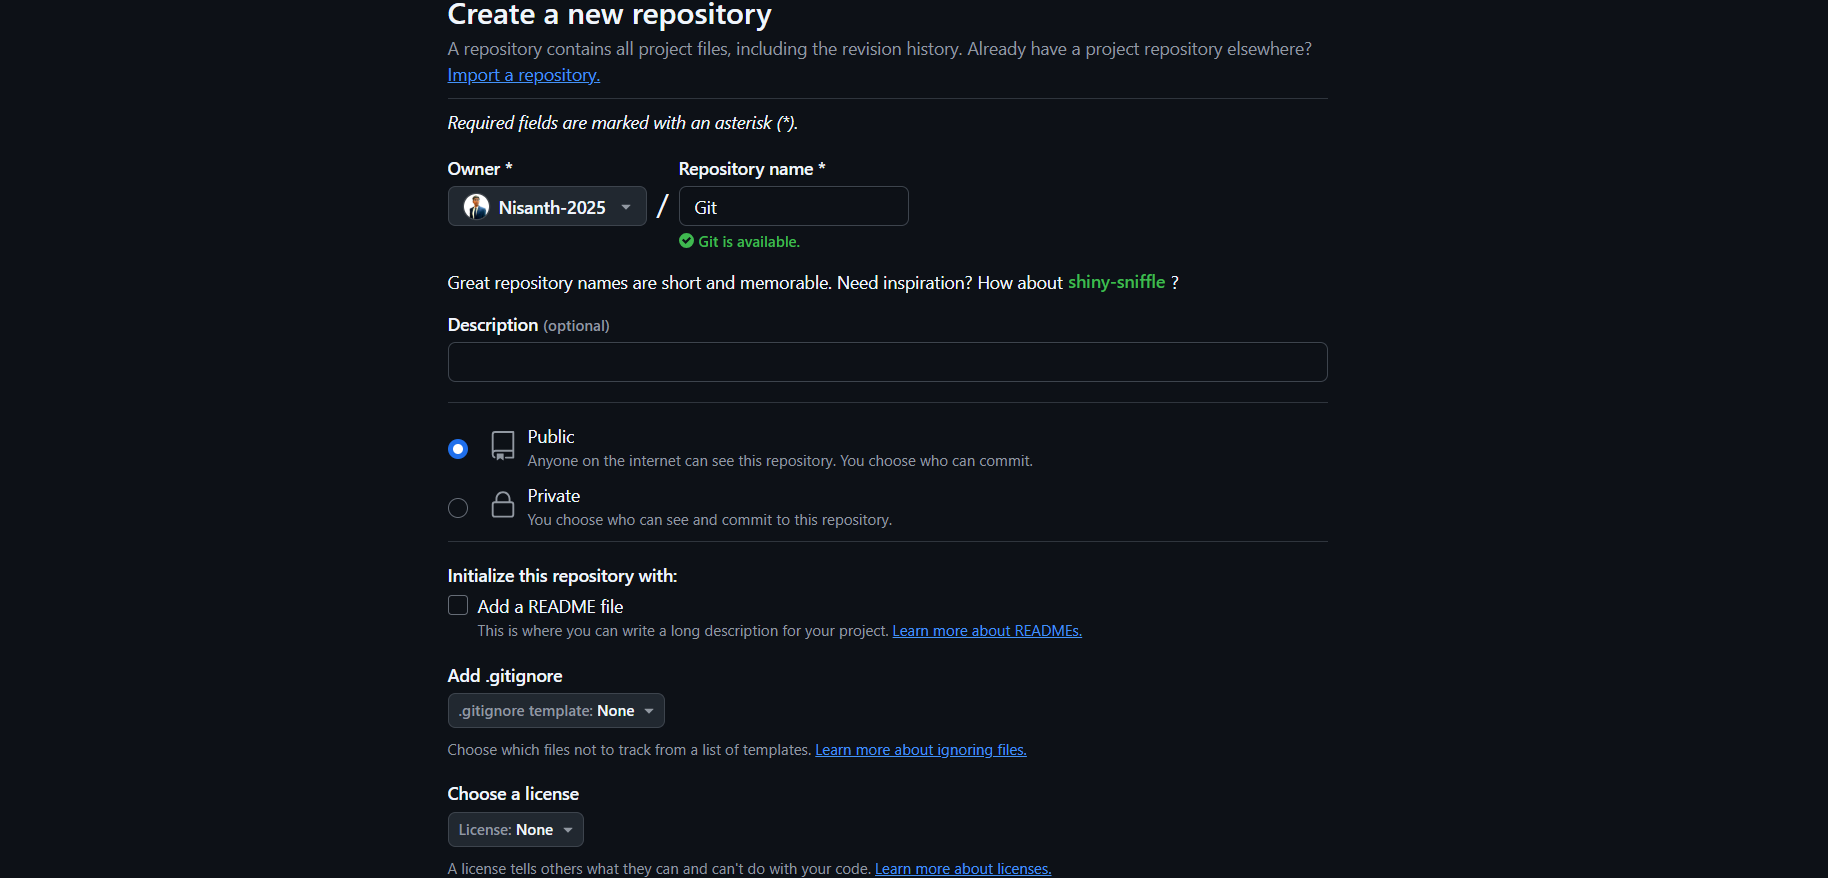 Create a new repository
A repository contains all project files, including the revision history. Already have a project repository elsewhere?
Import a repository.
Required fields are marked with an asterisk (*).
Owner * Repository name *
Nisanth-2025 / Git
Git is available.
Great repository names are short and memorable. Need inspiration? How about shiny-sniffle ?
Description (optional)
Public
Anyone on the internet can see this repository. You choose who can commit.
Private
You choose who can see and commit to this repository.
Initialize this repository with:
Add a README file
This is where you can write a long description for your project. Learn more about READMEs.
Add .gitignore
.gitignore template: None
Choose which files not to track from a list of templates. Learn more about ignoring files.
Choose a license
License: None
A license tells others what they can and can't do with your code. Learn more about licenses.